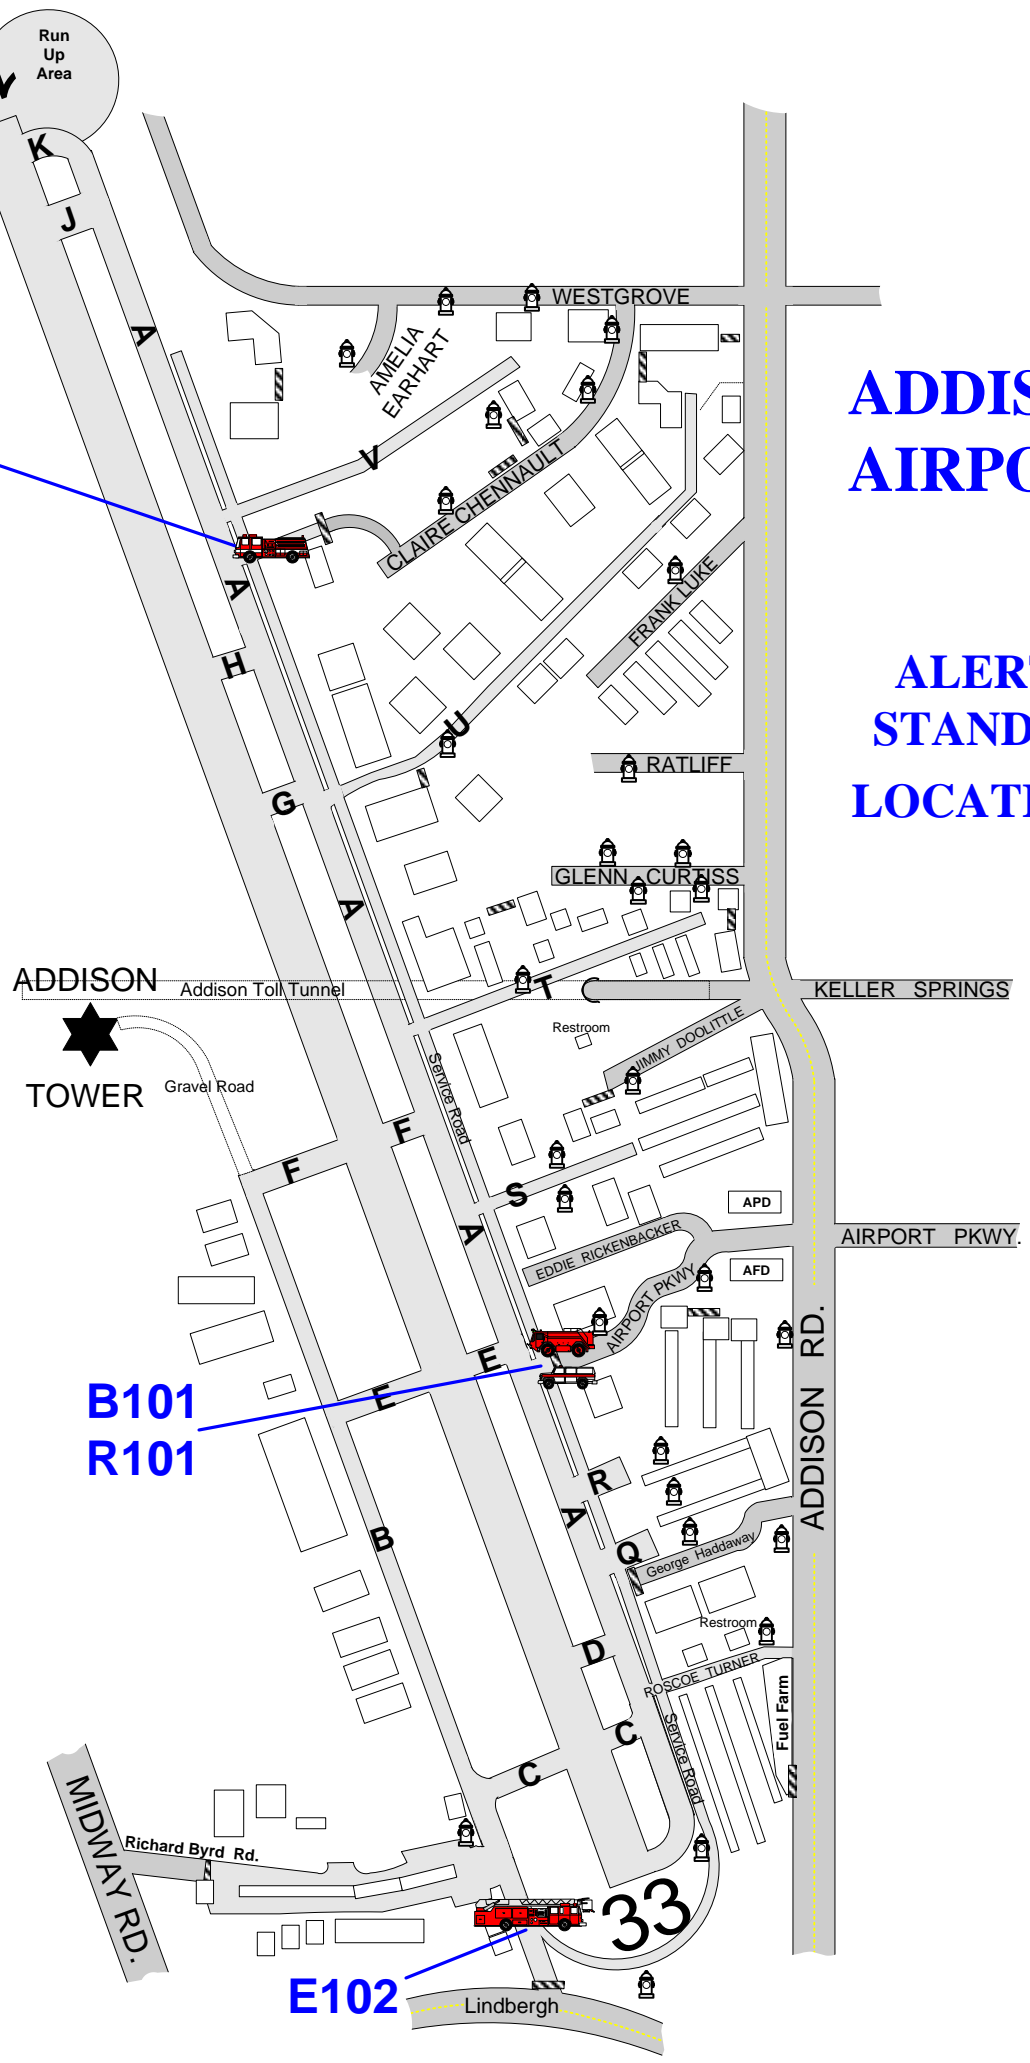 Run
Up
Area
K
J
A
WESTGROVE
AMELIA
EARHART
ADDIS
AIRPO
V
CLAIRE CHENNAULT
A
FRANK LUKE
H
ALER
STAND
LOCATI
U
RATLIFF
G
GLENN CURTISS
A
ADDISON
Addison Toll Tunnel
T
KELLER SPRINGS
Restroom
JIMMY DOOLITTLE
TOWER
Gravel Road
Service Road
F
F
S
A
APD
EDDIE RICKENBACKER
AIRPORT PKWY.
AFD
AIRPORT PKWY
ADDISON RD.
E
E
B101
R101
R
A
B
Q
George Haddaway
Restroom
D
ROSCOE TURNER
Fuel Farm
C
C
Service Road
MIDWAY RD.
Richard Byrd Rd.
33
E102
Lindbergh